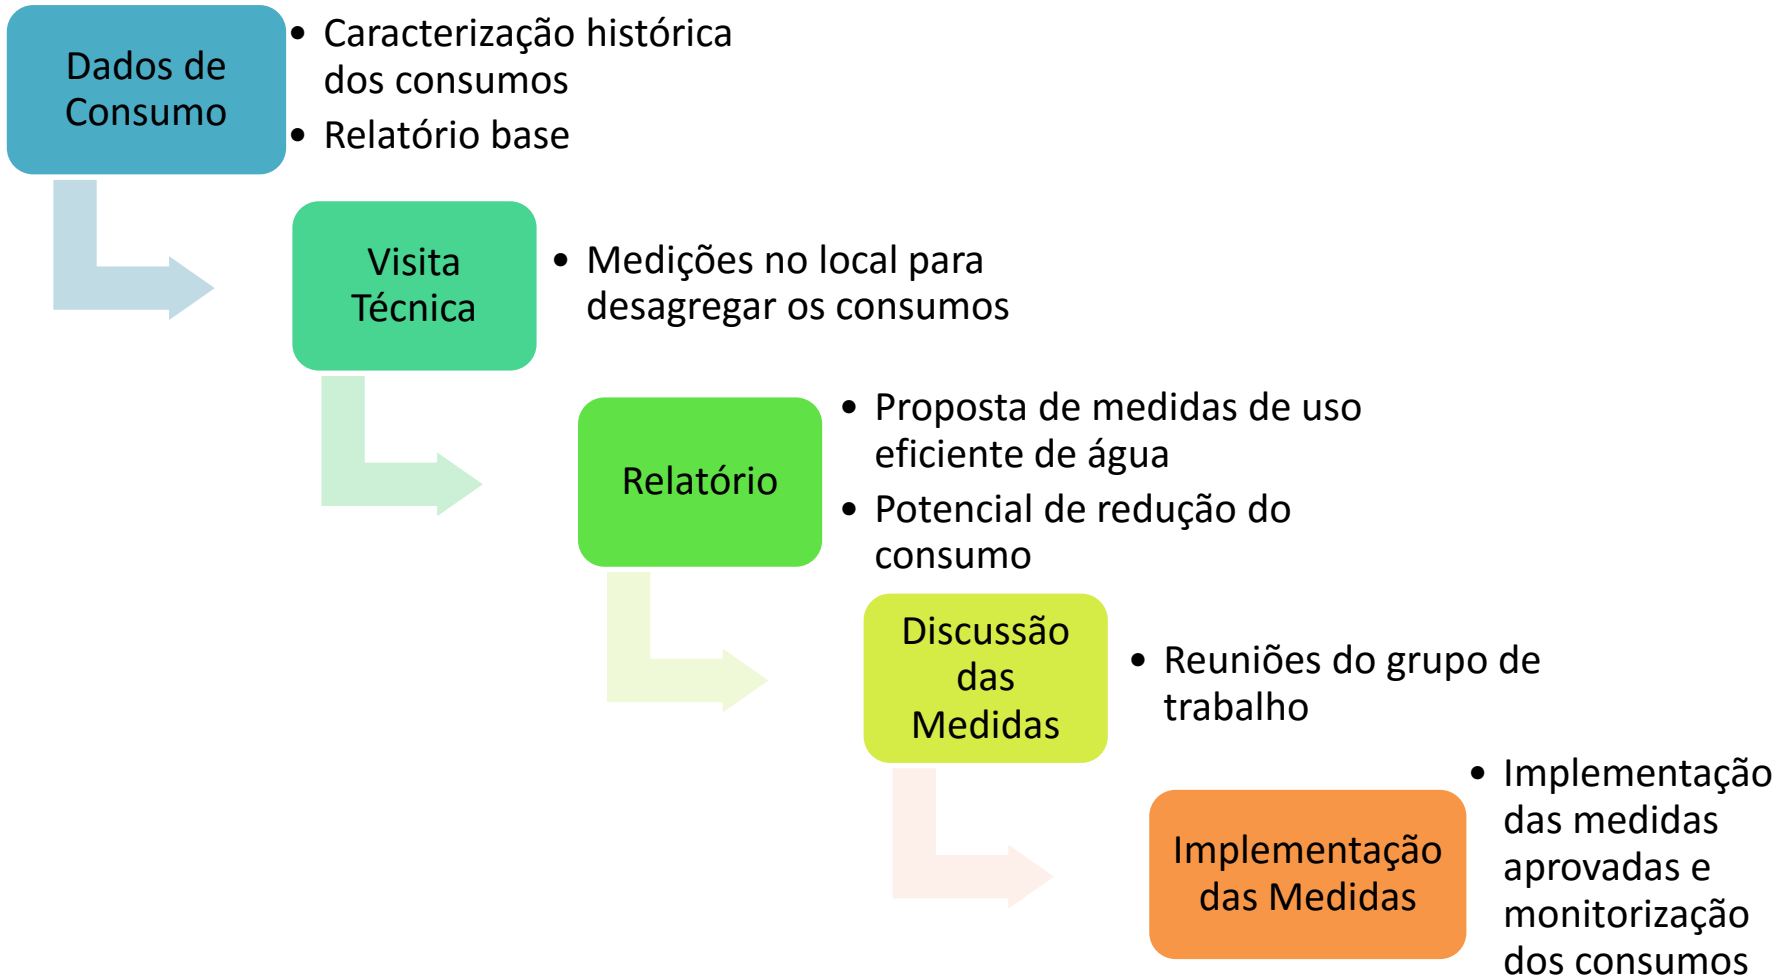 Dados de
Consumo
• Caracterização histórica
dos consumos
• Relatório base
Visita
Técnica
• Medições no local para
desagregar os consumos
Relatório
• Proposta de medidas de uso
eficiente de água
• Potencial de redução do
consumo
Discussão
das
Medidas
• Reuniões do grupo de
trabalho
Implementação
das Medidas
• Implementação
das medidas
aprovadas e
monitorização
dos consumos